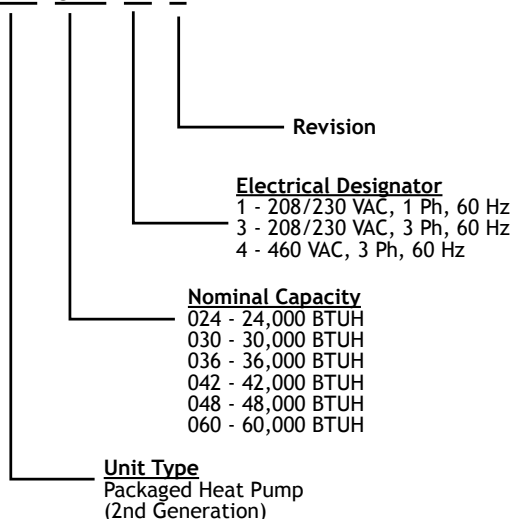 Revision
Electrical Designator
1 - 208/230 VAC, 1 Ph, 60 Hz
3 - 208/230 VAC, 3 Ph, 60 Hz
4 - 460 VAC, 3 Ph, 60 Hz
Nominal Capacity
024 - 24,000 BTUH
030 - 30,000 BTUH
036 - 36,000 BTUH
042 - 42,000 BTUH
048 - 48,000 BTUH
060 - 60,000 BTUH
Unit Type
Packaged Heat Pump
(2nd Generation)